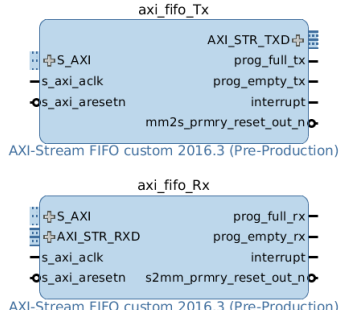 axi_fifo_Tx
AXI_STR_TXD
S_AXI
prog_full_tx
s_axi_aclk
prog_empty_tx
s_axi_aresetn
interrupt
mm2s_prmry_reset_out_n
AXI-Stream FIFO custom 2016.3 (Pre-Production)
axi_fifo_Rx
S_AXI
prog_full_rx
AXI_STR_RXD
prog_empty_rx
s_axi_aclk
interrupt
s_axi_aresetn
s2mm_prmry_reset_out_n
AXI-Stream FIFO custom 2016.3 (Pre-Production)